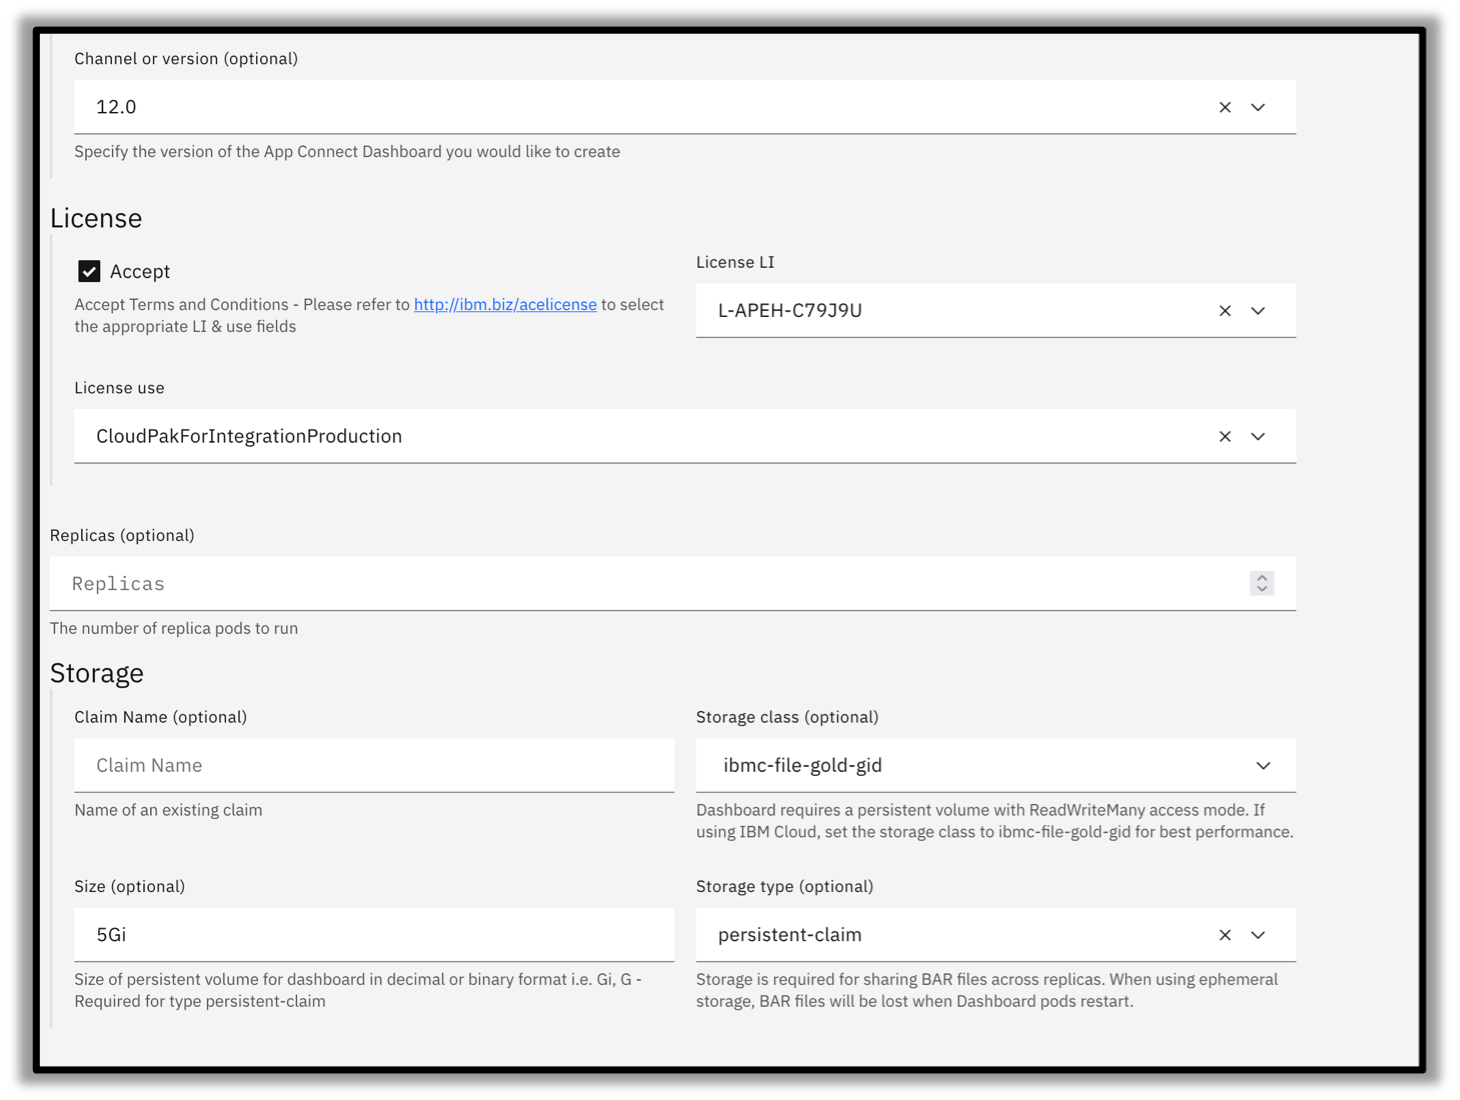 Channel or version (optional)
12.0
Specify the version of the App Connect Dashboard you would like to create
License
Accept
Accept Terms and Conditions - Please refer to http://ibm.biz/acelicense to select
the appropriate LI & use fields
License LI
L-APEH-C79J9U
License use
CloudPakForIntegrationProduction
Replicas (optional)
Replicas
The number of replica pods to run
Storage
Claim Name (optional)
Claim Name
Name of an existing claim
Storage class (optional)
ibmc-file-gold-gid
Dashboard requires a persistent volume with ReadWriteMany access mode. If
using IBM Cloud, set the storage class to ibmc-file-gold-gid for best performance.
Size (optional)
5Gi
Size of persistent volume for dashboard in decimal or binary format i.e. Gi, G -
Required for type persistent-claim
Storage type (optional)
persistent-claim
Storage is required for sharing BAR files across replicas. When using ephemeral
storage, BAR files will be lost when Dashboard pods restart.